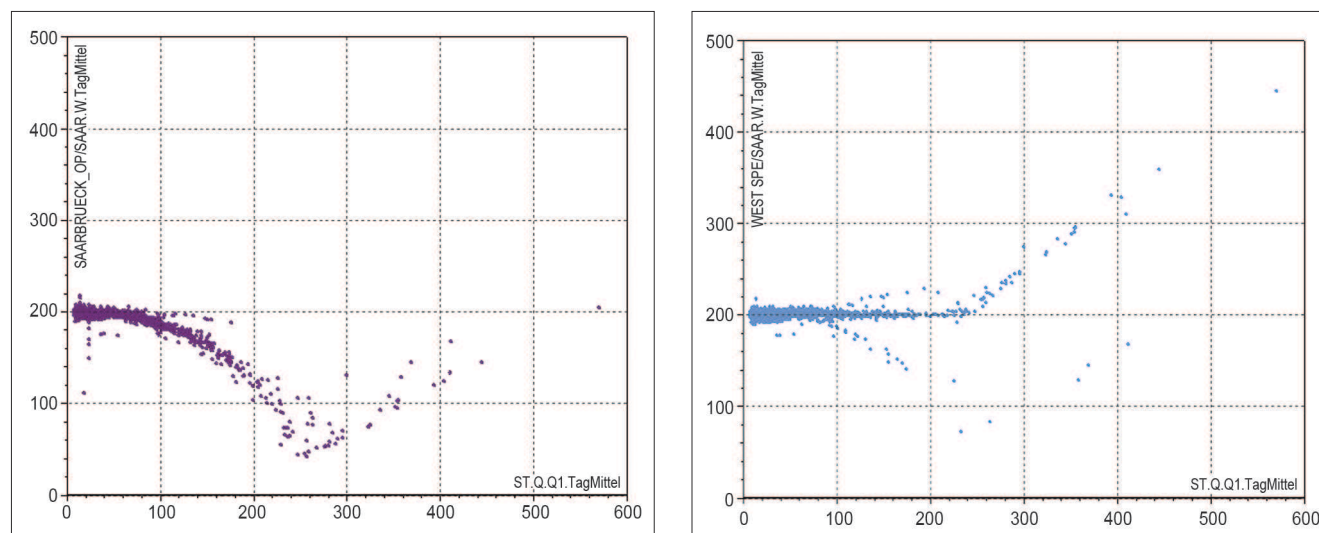 500
400
300
200
100
0
SAARBRUECK_OP/SAAR.W.TagMittel
ST.Q.Q1.TagMittel
0 100 200 300 400 500 600
500
400
300
200
100
0
WEST SPE/SAAR.W.TagMittel
ST.Q.Q1.TagMittel
0 100 200 300 400 500 600